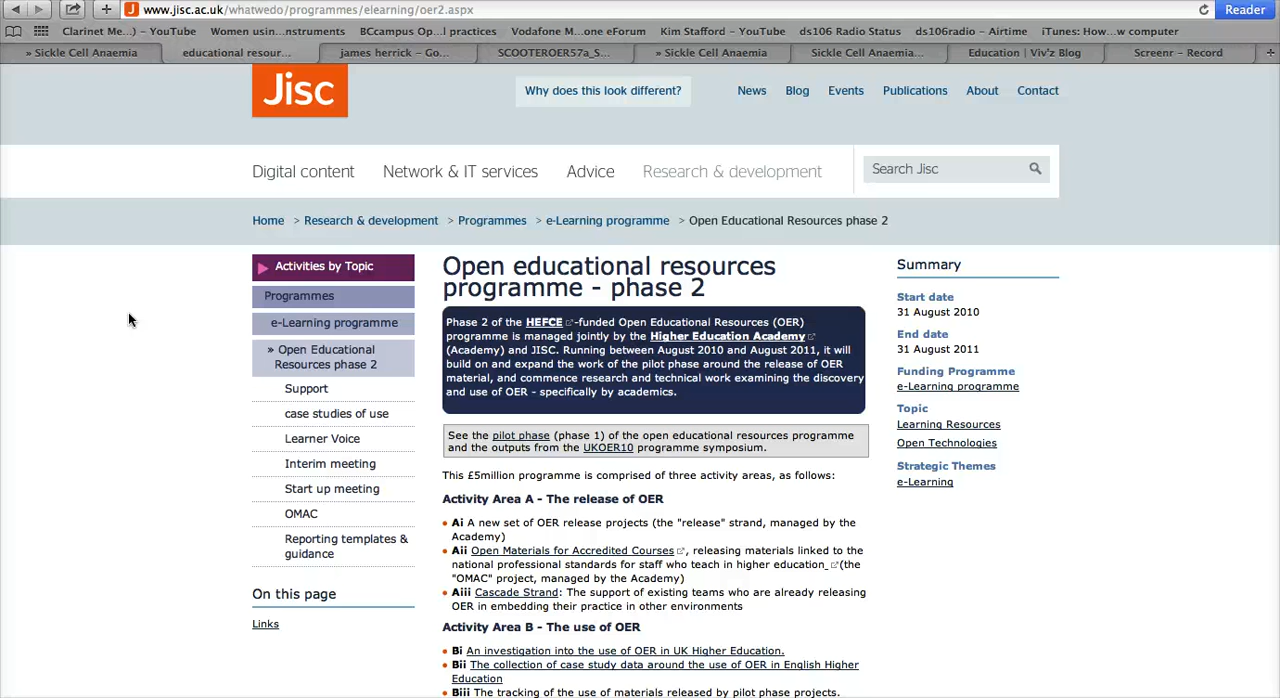 www.jisc.ac.uk/whatwedo/programmes/elearning/oer2.aspx
Reader
Clarinet Me...) – YouTube
Women usin...nstruments
BCcampus Op...l practices
Vodafone M...one eForum
Kim Stafford – YouTube
ds106 Radio Status
ds106radio – Airtime
iTunes: How...w computer
» Sickle Cell Anaemia
educational resour...
james herrick – Go...
SCOOTEROERS7a_S...
» Sickle Cell Anaemia
Sickle Cell Anaemia...
Education | Viv'z Blog
Screenr – Record
Jisc
Why does this look different?
News
Blog
Events
Publications
About
Contact
Digital content
Network & IT services
Advice
Research & development
Search Jisc
Home > Research & development > Programmes > e-Learning programme > Open Educational Resources phase 2
Activities by Topic
Programmes
e-Learning programme
» Open Educational
Resources phase 2
Support
case studies of use
Learner Voice
Interim meeting
Start up meeting
OMAC
Reporting templates &
guidance
On this page
Links
Open educational resources
programme - phase 2
Phase 2 of the HEFCE-funded Open Educational Resources (OER)
programme is managed jointly by the Higher Education Academy
(Academy) and JISC. Running between August 2010 and August 2011, it will
build on and expand the work of the pilot phase around the release of OER
material, and commence research and technical work examining the discovery
and use of OER - specifically by academics.
See the pilot phase (phase 1) of the open educational resources programme
and the outputs from the UKOER10 programme symposium.
This £5million programme is comprised of three activity areas, as follows:
Activity Area A - The release of OER
• Ai A new set of OER release projects (the "release" strand, managed by the
Academy)
• Aii Open Materials for Accredited Courses, releasing materials linked to the
national professional standards for staff who teach in higher education (the
"OMAC" project, managed by the Academy)
• Aiii Cascade Strand: The support of existing teams who are already releasing
OER in embedding their practice in other environments
Activity Area B - The use of OER
• Bi An investigation into the use of OER in UK Higher Education.
• Bii The collection of case study data around the use of OER in English Higher
Education
• Biii The tracking of the use of materials released by pilot phase projects.
Summary
Start date
31 August 2010
End date
31 August 2011
Funding Programme
e-Learning programme
Topic
Learning Resources
Open Technologies
Strategic Themes
e-Learning